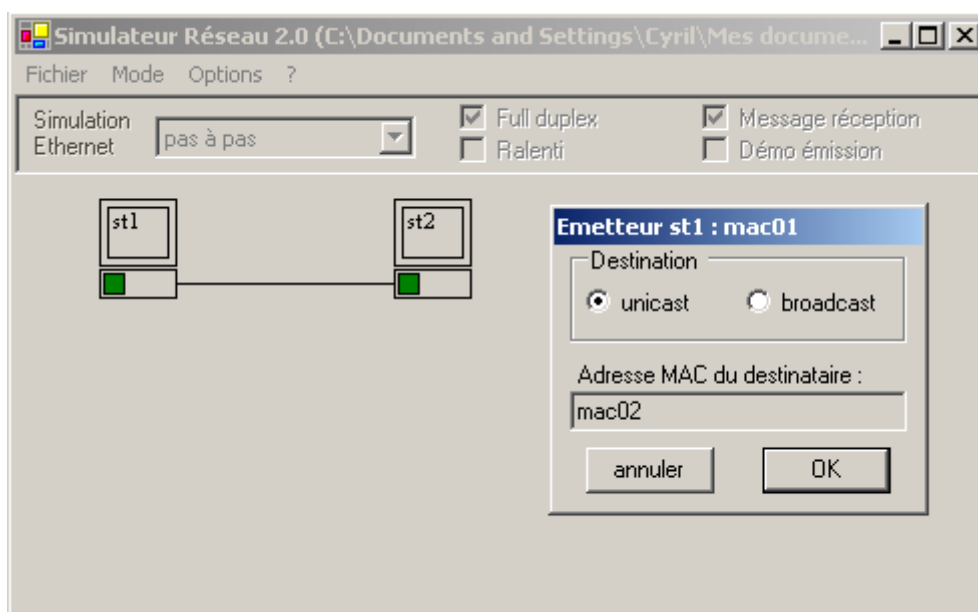 Simulateur Réseau 2.0 (C:\Documents and Settings\Cyril\Mes docume...
Fichier Mode Options ?
Simulation Ethernet
pas à pas
Full duplex
Message réception
Ralenti
Démo émission
st1
st2
Emetteur st1 : mac01
Destination
unicast
broadcast
Adresse MAC du destinataire :
mac02
annuler
OK